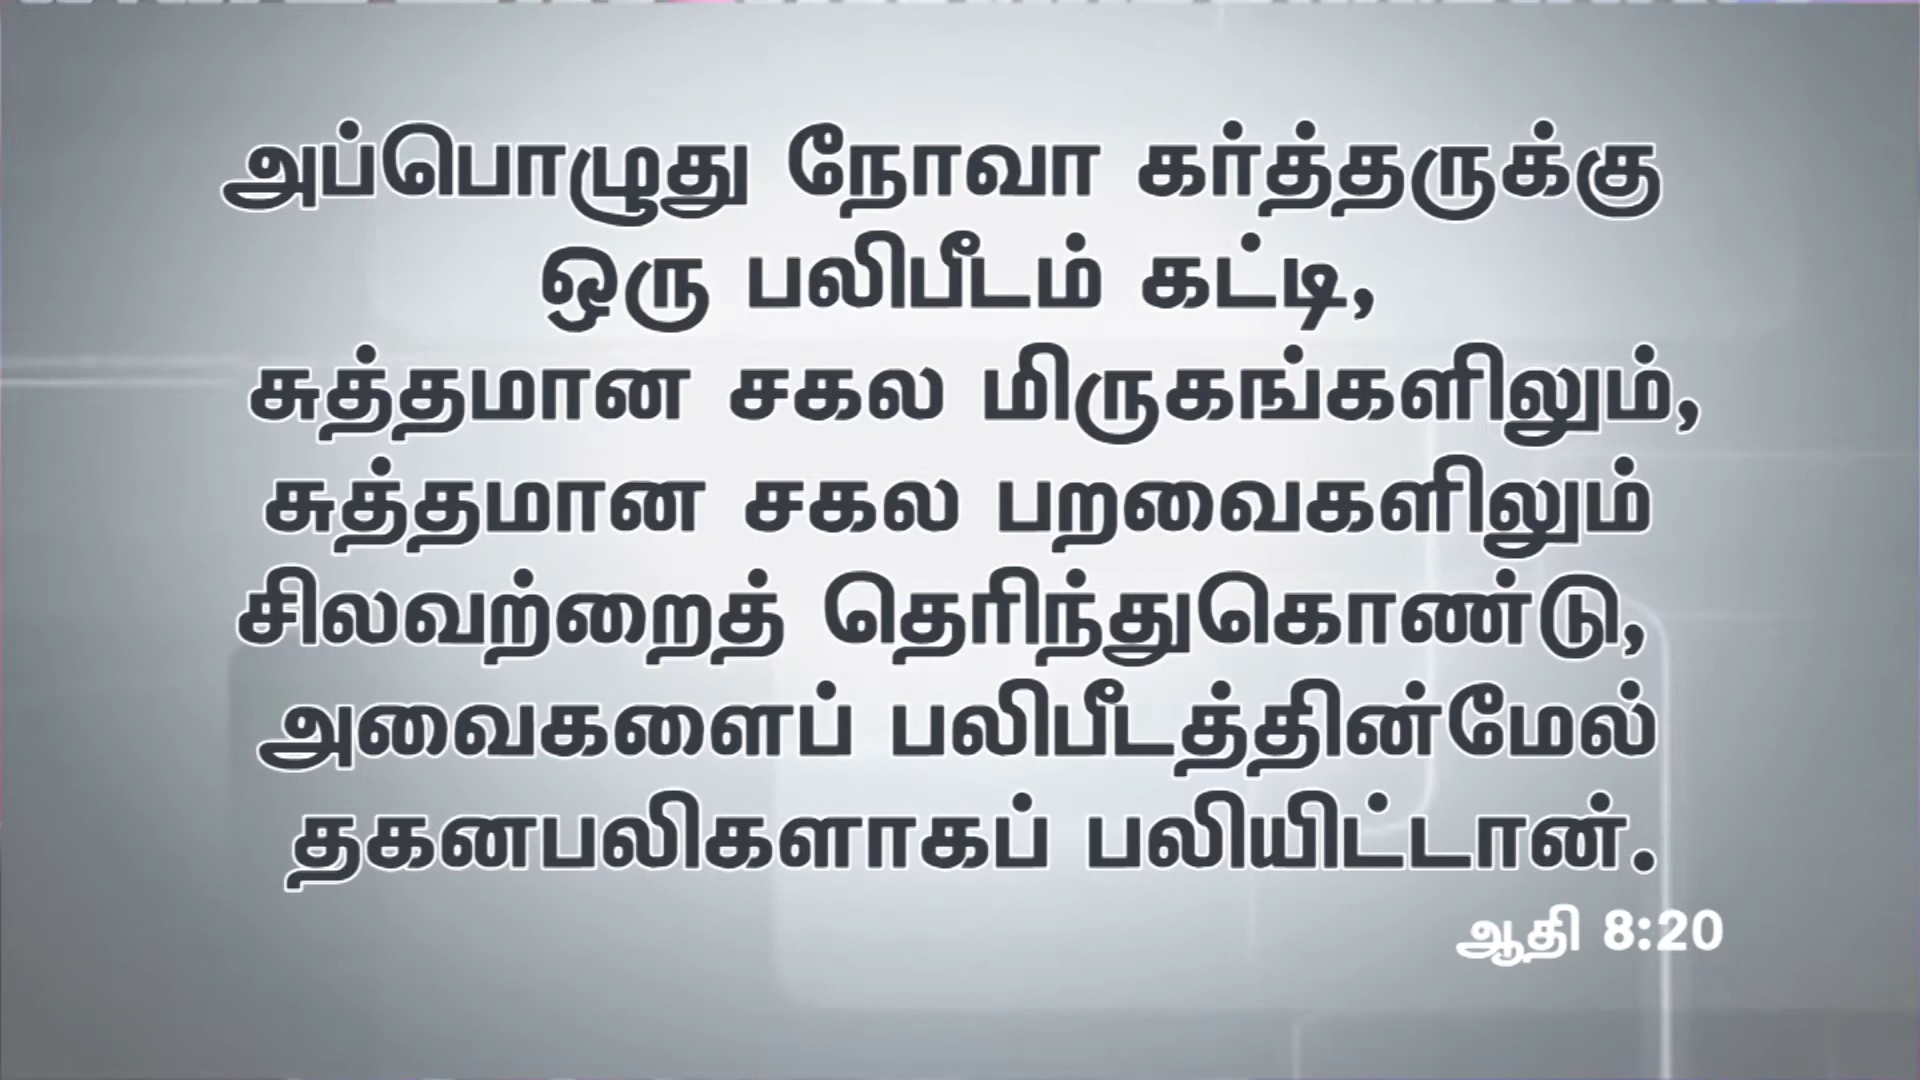 அப்பொழுது நோவா கர்த்தருக்கு
ஒரு பலிபீடம் கட்டி,
சுத்தமான சகல மிருகங்களிலும்,
சுத்தமான சகல பறவைகளிலும்
சிலவற்றைத் தெரிந்துகொண்டு,
அவைகளைப் பலிபீடத்தின்மேல்
தகனபலிகளாகப் பலியிட்டான்.
ஆதி 8:20